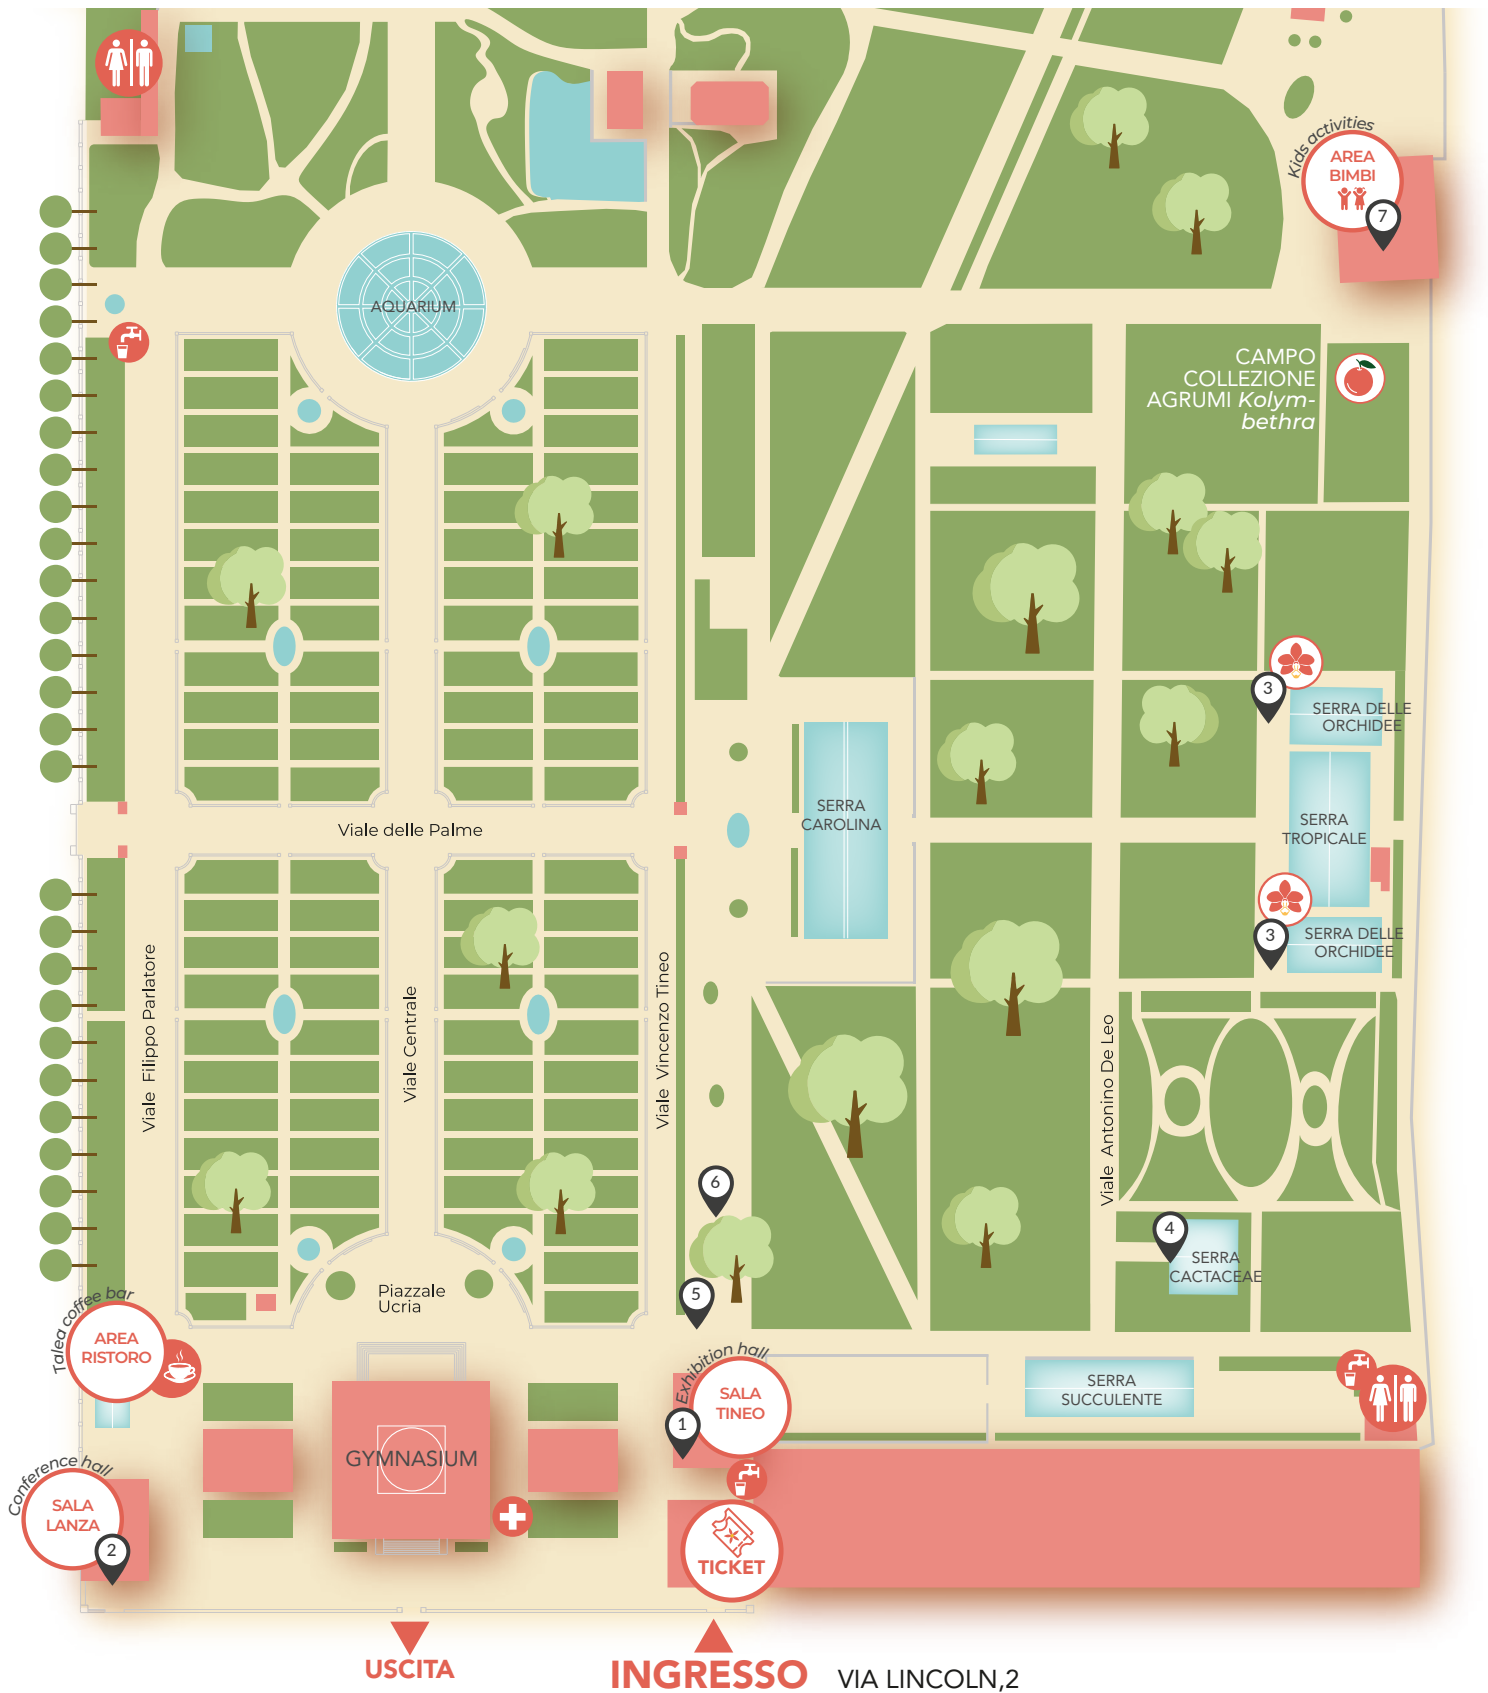 Kids activities
AREA
BIMBI
7
AQUARIUM
CAMPO
COLLEZIONE
AGRUMI Kolym-
bethra
3
SERRA DELLE
ORCHIDEE
SERRA
CAROLINA
SERRA
TROPICALE
Viale delle Palme
3
SERRA DELLE
ORCHIDEE
Viale Filippo Parlatore
Viale Centrale
Viale Vincenzo Tineo
Viale Antonino De Leo
6
4
SERRA
CACTACEAE
5
Piazzale
Ucria
Talea coffee bar
AREA
RISTORO
Exhibition hall
SALA
TINEO
1
SERRA
SUCCULENTE
GYMNASIUM
Conference hall
SALA
LANZA
2
TICKET
USCITA
INGRESSO
VIA LINCOLN,2